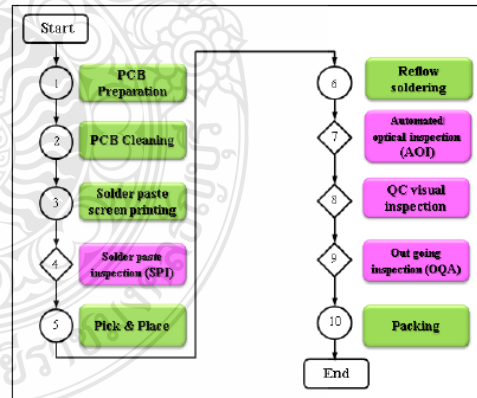 Start
1
PCB
Preparation
2
PCB Cleaning
3
Solder paste
screen printing
4
Solder paste
inspection (SPI)
5
Pick & Place
6
Reflow
soldering
7
Automated
optical inspection
(AOI)
8
QC visual
inspection
9
Out going
inspection (OQA)
10
Packing
End